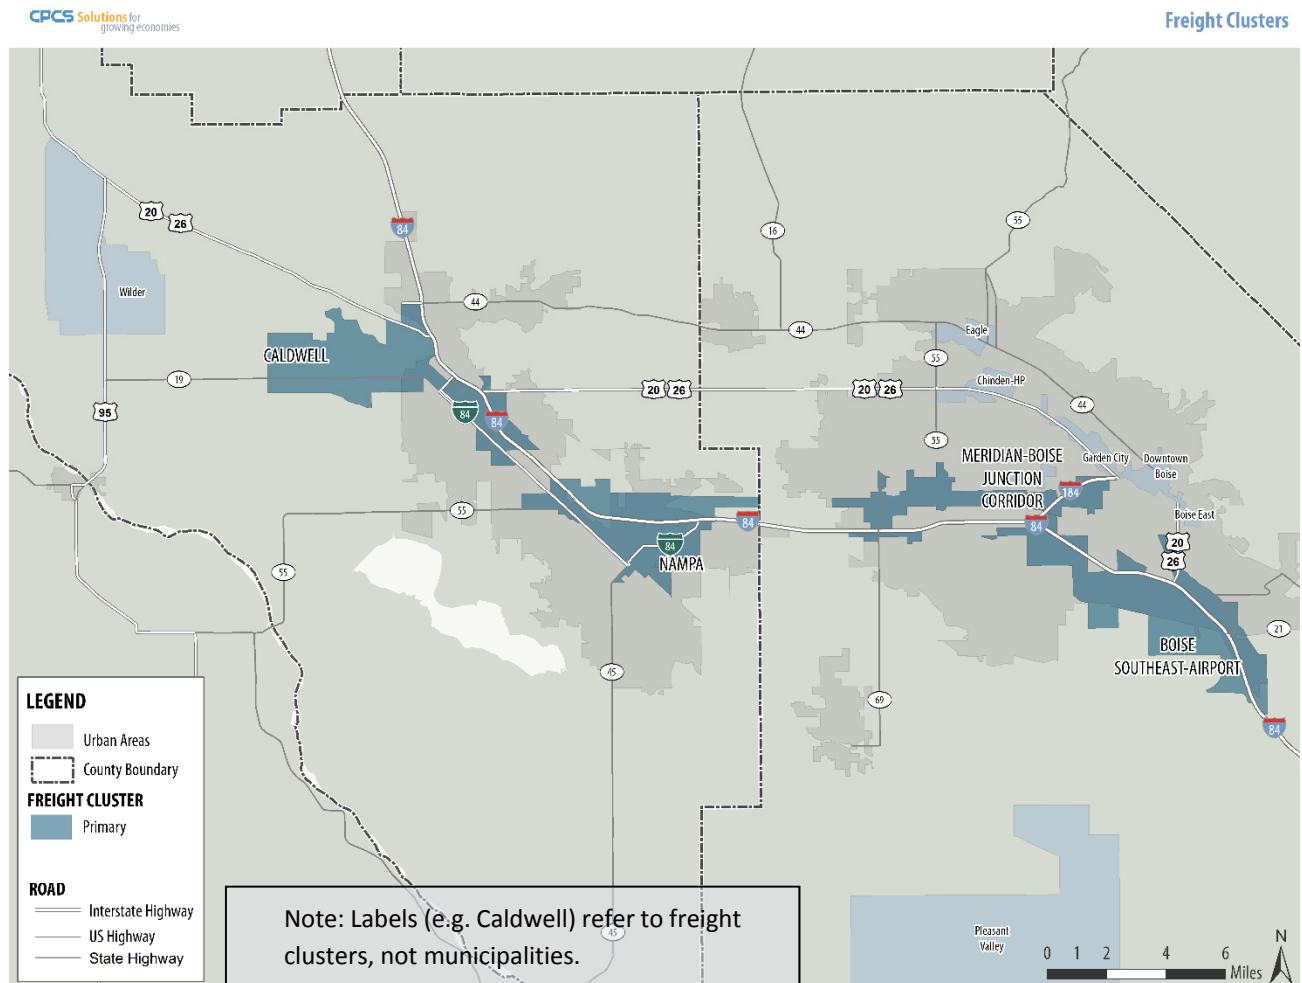 CPCS Solutions for
growing economies
Freight Clusters
84
20
26
16
55
Wilder
44
44
Eagle
CALDWELL
55
19
20 26
20 26
Chinden-HP
95
84
84
44
55
MERIDIAN-BOISE
JUNCTION
CORRIDOR
Garden City
Downtown
Boise
184
55
84
84
Boise East
84
NAMPA
20
26
55
21
BOISE
SOUTHEAST-AIRPORT
45
69
84
LEGEND
Urban Areas
County Boundary
FREIGHT CLUSTER
Primary
ROAD
Interstate Highway
US Highway
State Highway
Note: Labels (e.g. Caldwell) refer to freight
clusters, not municipalities.
45
Pleasant
Valley
N
0 1 2 4 6
Miles